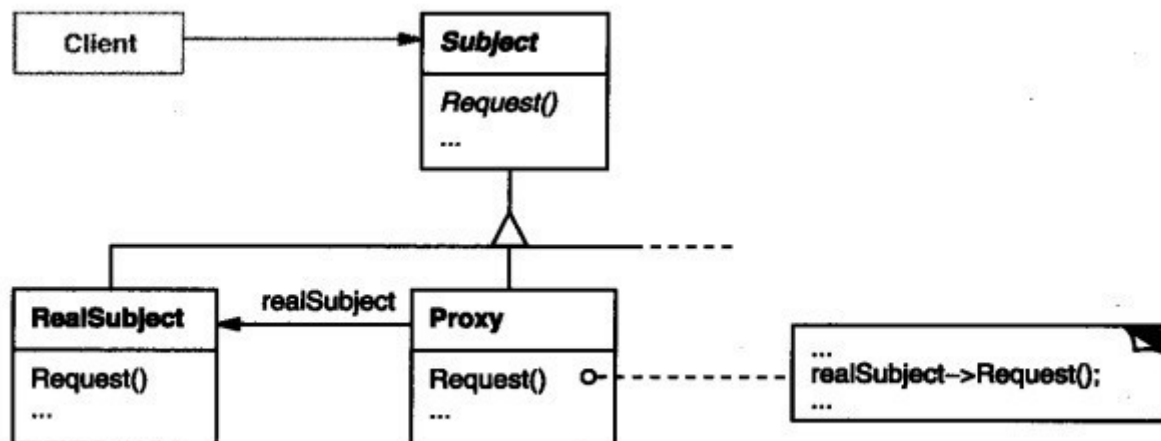 Client
Subject
Request()
...
realSubject
RealSubject
Request()
...
Proxy
Request()
...
...
realSubject->Request();
...